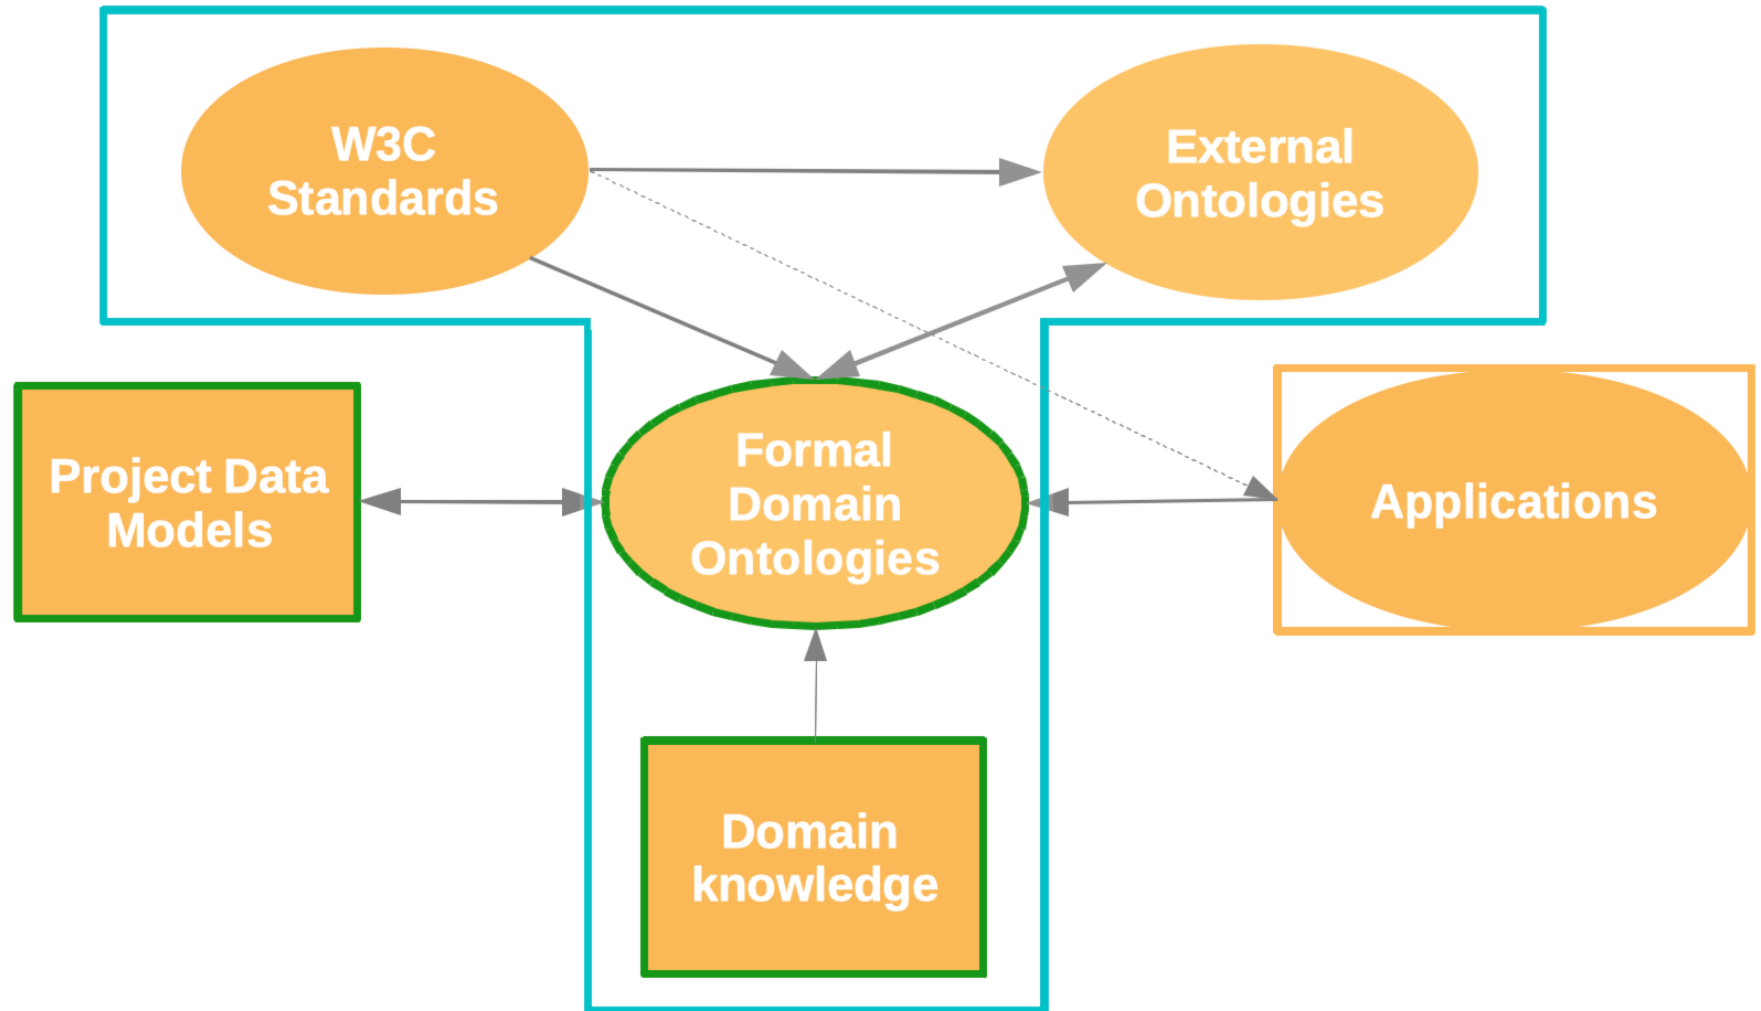 W3C
Standards
External
Ontologies
Project Data
Models
Formal
Domain
Ontologies
Applications
Domain
knowledge